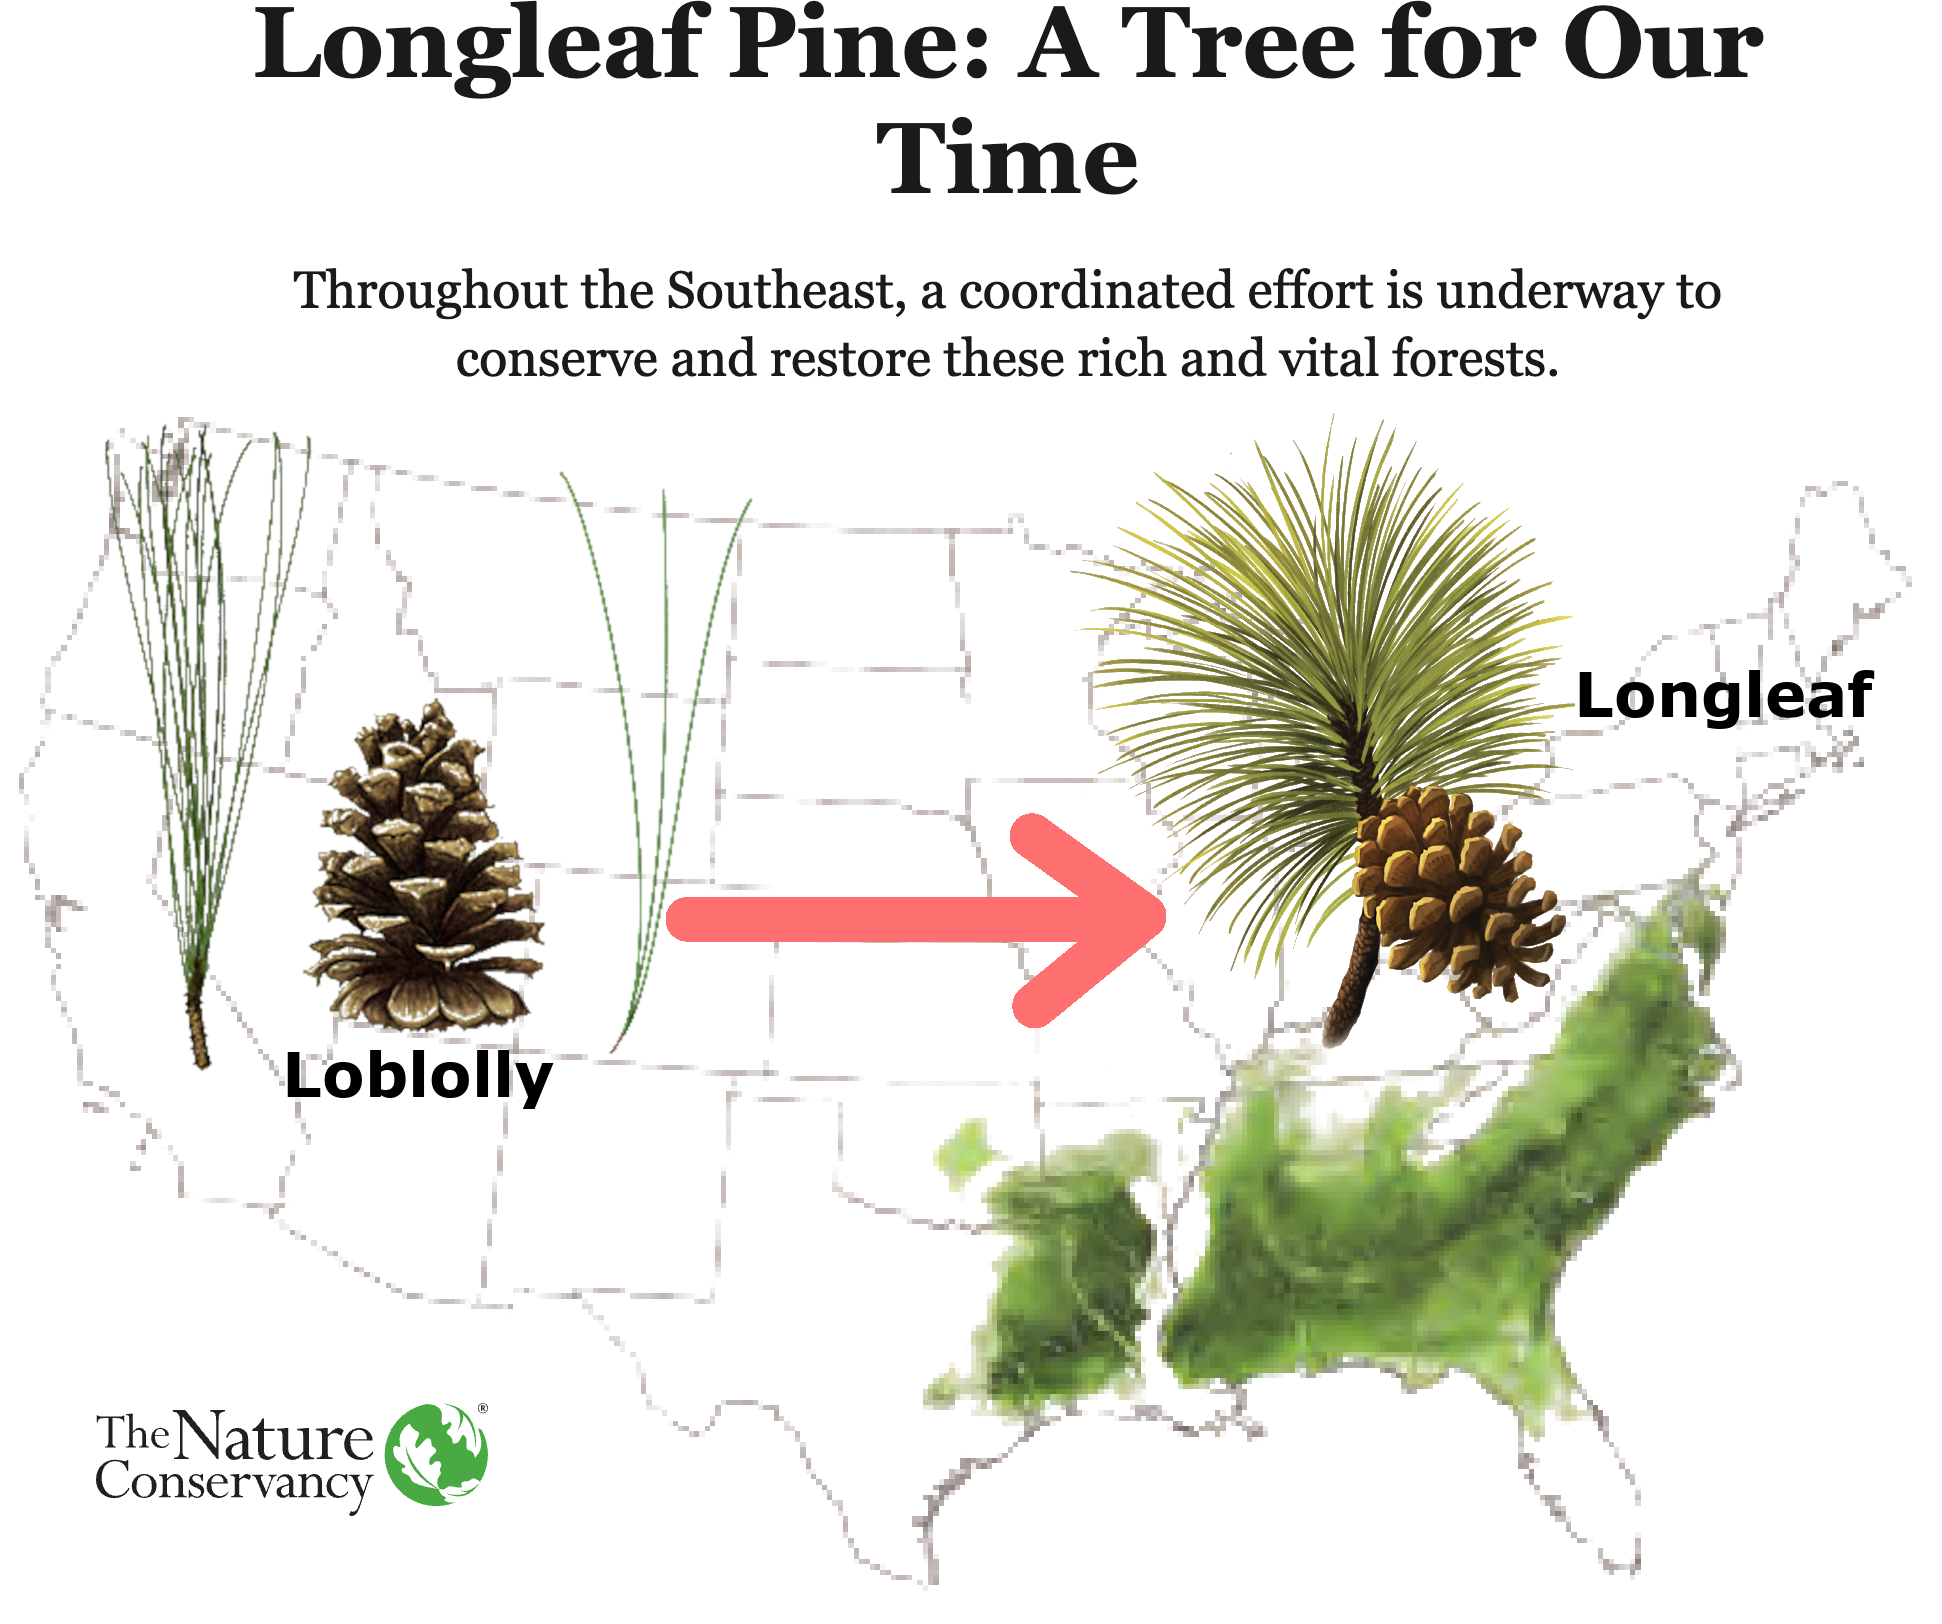 Longleaf Pine: A Tree for Our
Time
Throughout the Southeast, a coordinated effort is underway to
conserve and restore these rich and vital forests.
Longleaf
Loblolly
The Nature
Conservancy
®